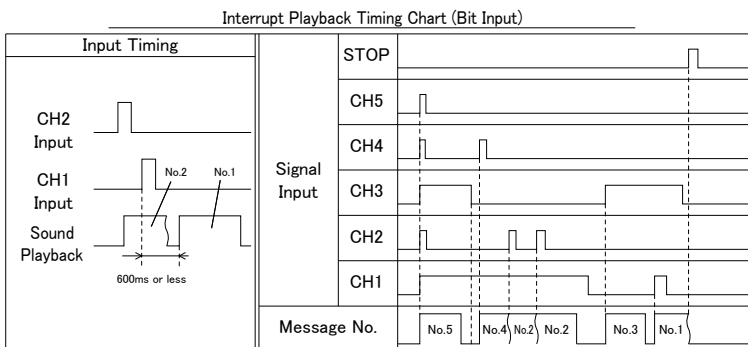 Interrupt Playback Timing Chart (Bit Input)
Input Timing
CH2
Input
CH1
Input
No.2
No.1
Sound
Playback
600ms or less
Signal
Input
STOP
CH5
CH4
CH3
CH2
CH1
Message No.
No.5
No.4
No.2
No.2
No.3
No.1